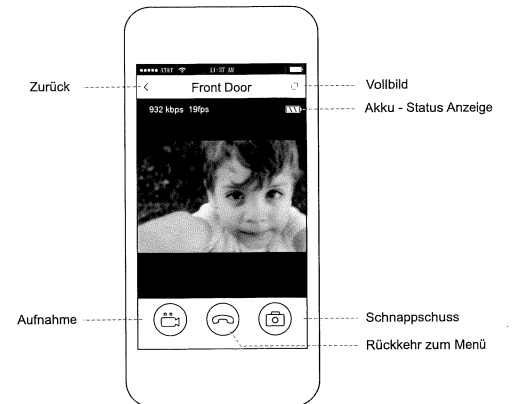 AT&T 11:37 AM
Zurück
Front Door
Vollbild
932 kbps 19fps
Akku - Status Anzeige
Aufnahme
Schnappschuss
Rückkehr zum Menü